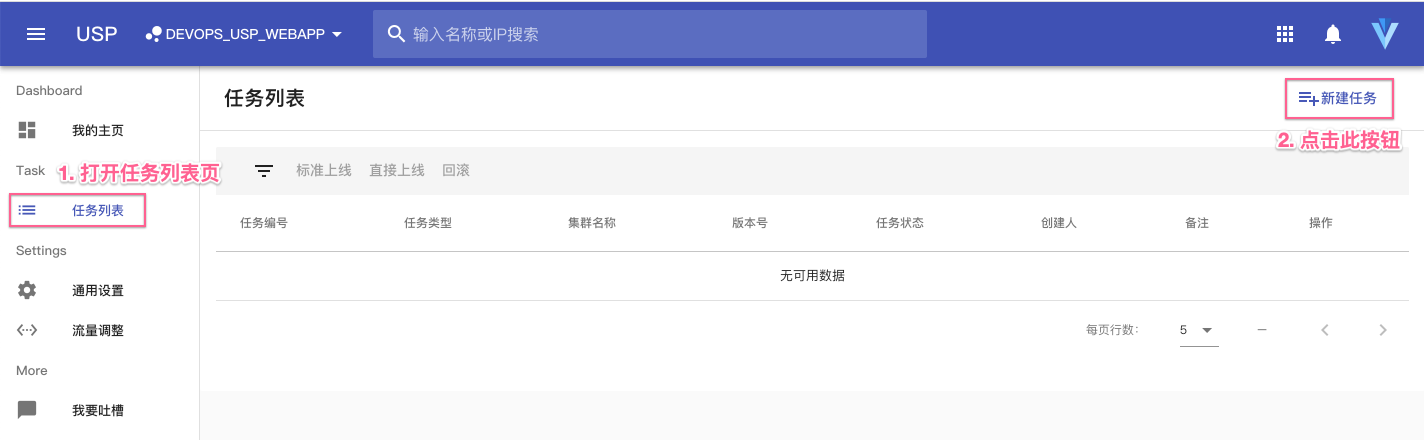 USP DEVOPS_USP_WEBAPP 输入名称或IP搜索
Dashboard
我的主页
Task
1. 打开任务列表页
任务列表
Settings
通用设置
流量调整
More
我要吐槽
任务列表
新建任务
2. 点击此按钮
标准上线 直接上线 回滚
任务编号 任务类型 集群名称 版本号 任务状态 创建人 备注 操作
无可用数据
每页行数: 5 –